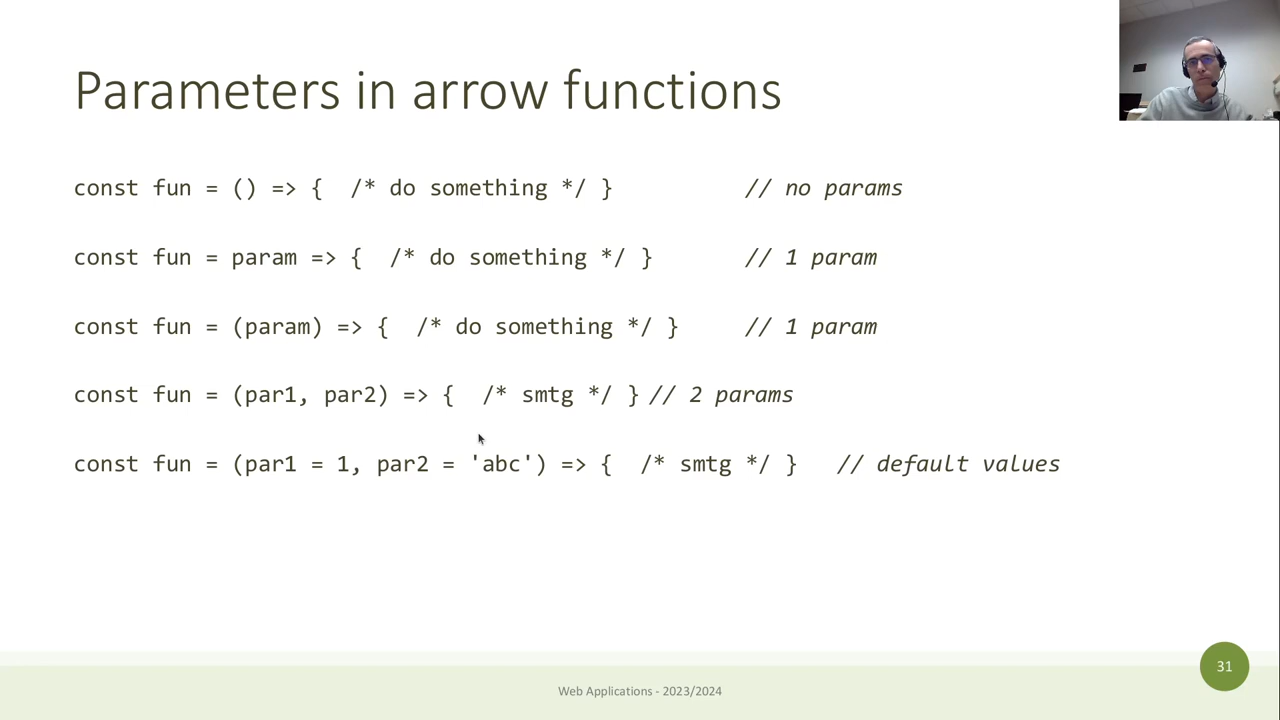 Parameters in arrow functions
const fun = () => {  /* do something */ }          // no params
const fun = param => {  /* do something */ }       // 1 param
const fun = (param) => {  /* do something */ }     // 1 param
const fun = (par1, par2) => {  /* smtg */ } // 2 params
const fun = (par1 = 1, par2 = 'abc') => {  /* smtg */ }   // default values
31
Web Applications - 2023/2024